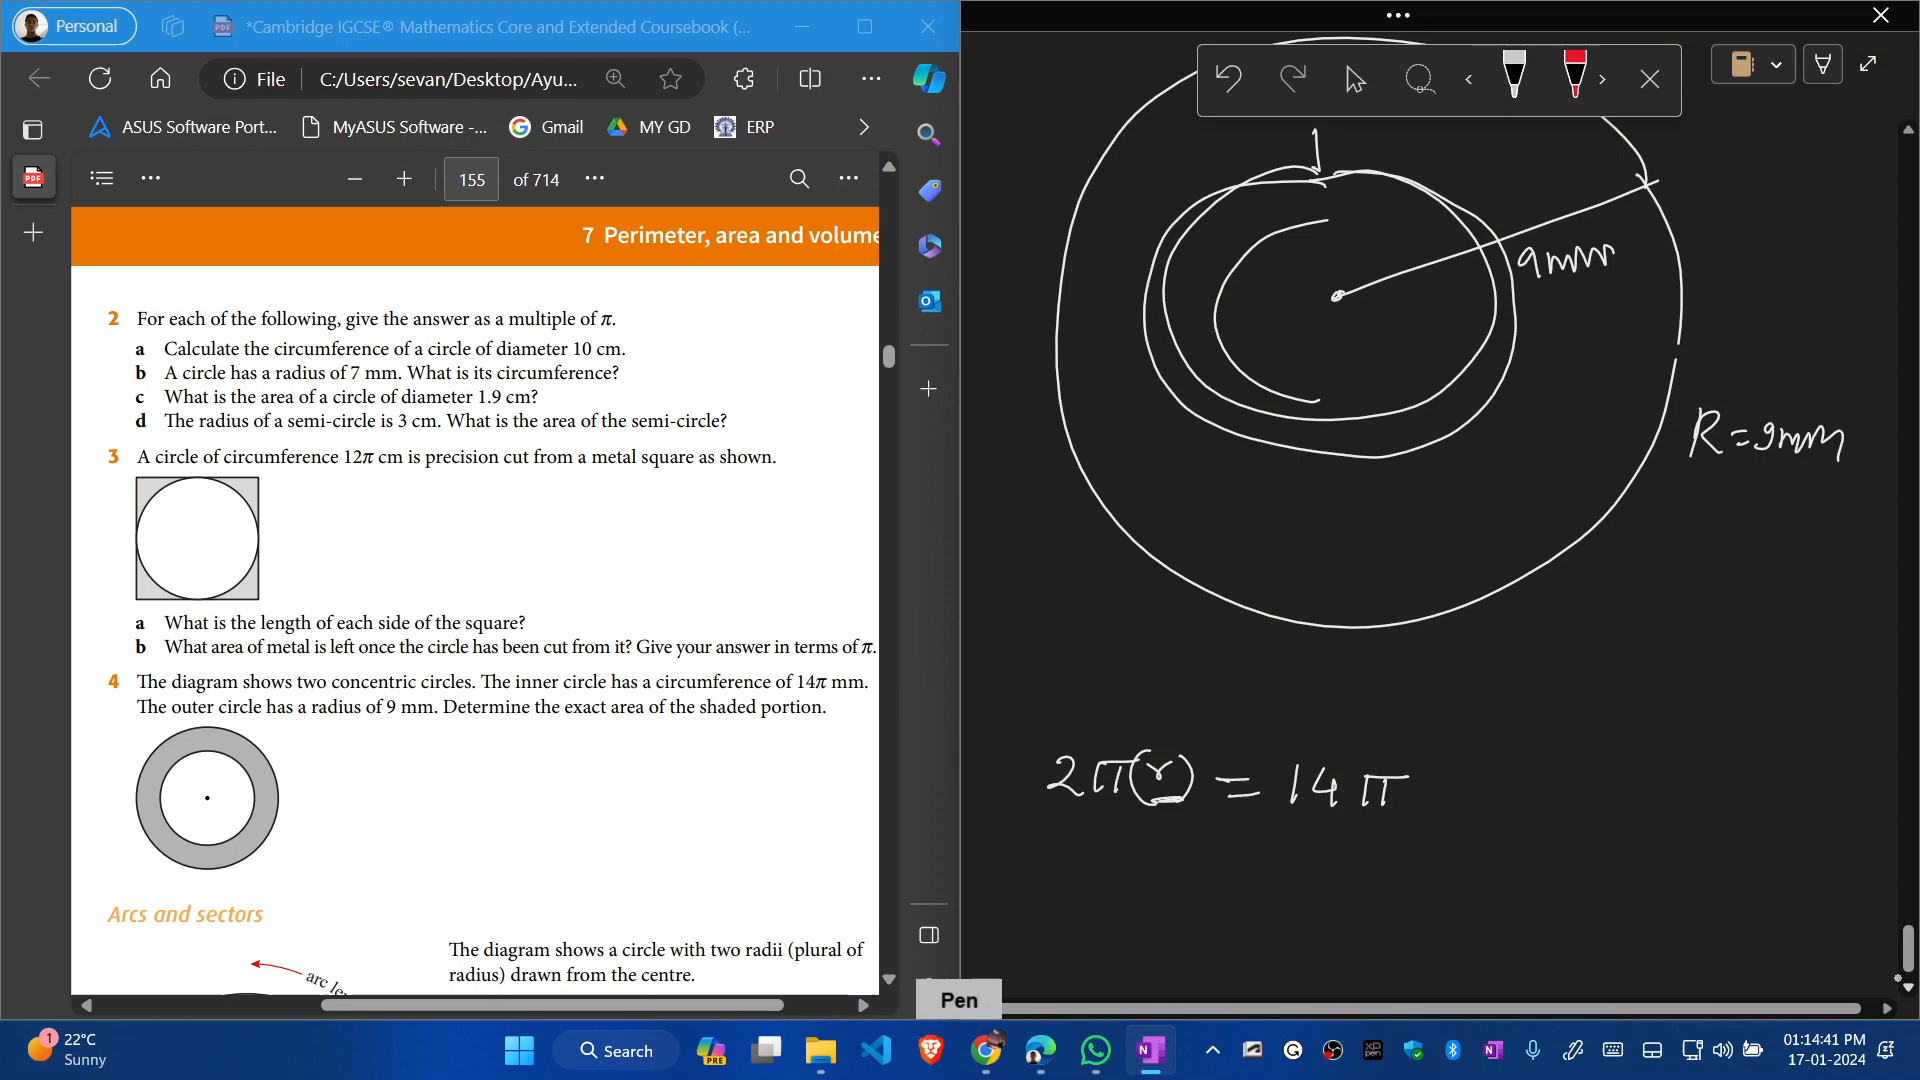 Personal
*Cambridge IGCSE® Mathematics Core and Extended Coursebook (...
File
C:/Users/sevan/Desktop/Ayu...
ASUS Software Port...
MyASUS Software -...
Gmail
MY GD
ERP
155 of 714
7 Perimeter, area and volume
2 For each of the following, give the answer as a multiple of π.
a Calculate the circumference of a circle of diameter 10 cm.
b A circle has a radius of 7 mm. What is its circumference?
c What is the area of a circle of diameter 1.9 cm?
d The radius of a semi-circle is 3 cm. What is the area of the semi-circle?
3 A circle of circumference 12π cm is precision cut from a metal square as shown.
a What is the length of each side of the square?
b What area of metal is left once the circle has been cut from it? Give your answer in terms of π.
4 The diagram shows two concentric circles. The inner circle has a circumference of 14π mm.
The outer circle has a radius of 9 mm. Determine the exact area of the shaded portion.
Arcs and sectors
The diagram shows a circle with two radii (plural of
radius) drawn from the centre.
arc le
9mm
R = 9mm
2π(r) = 14π
Pen
1
22°C
Sunny
Search
PRE
01:14:41 PM
17-01-2024